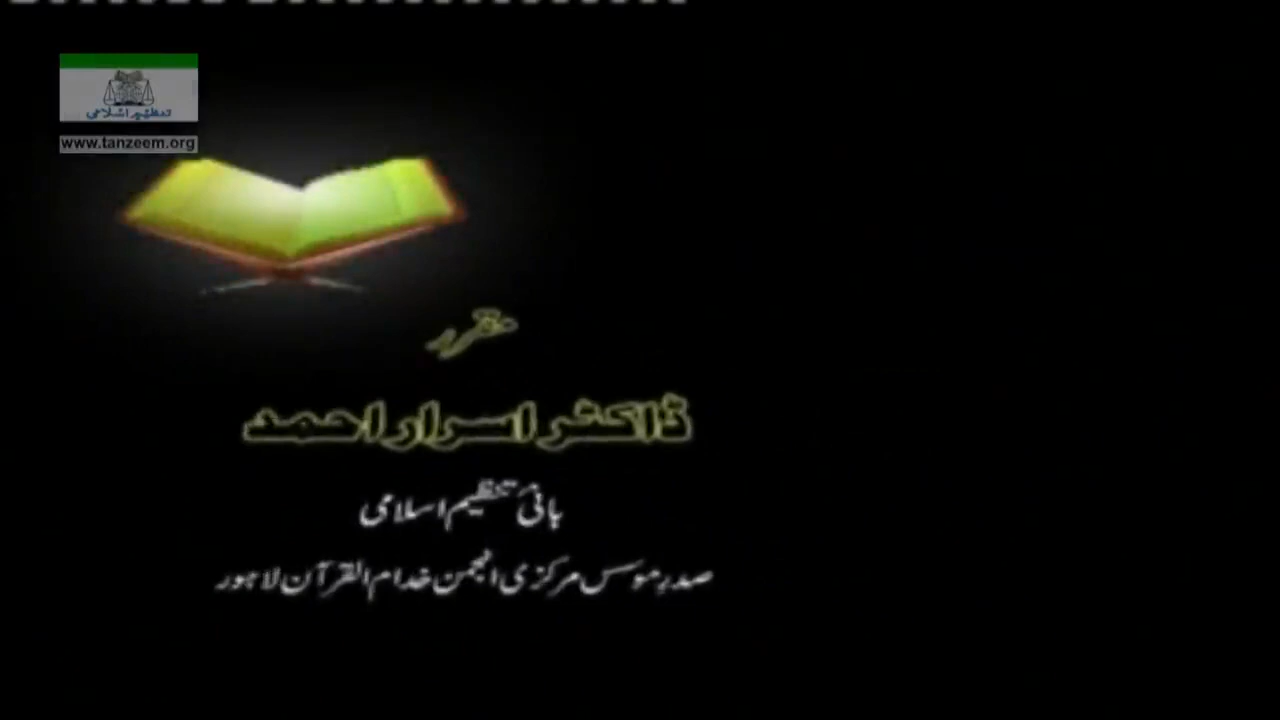 تنظیم اسلامی
www.tanzeem.org
مقرر
ڈاکٹر اسرار احمد
بانیٔ تنظیم اسلامی
صدرِ موسس مرکزی انجمن خدام القرآن لاہور